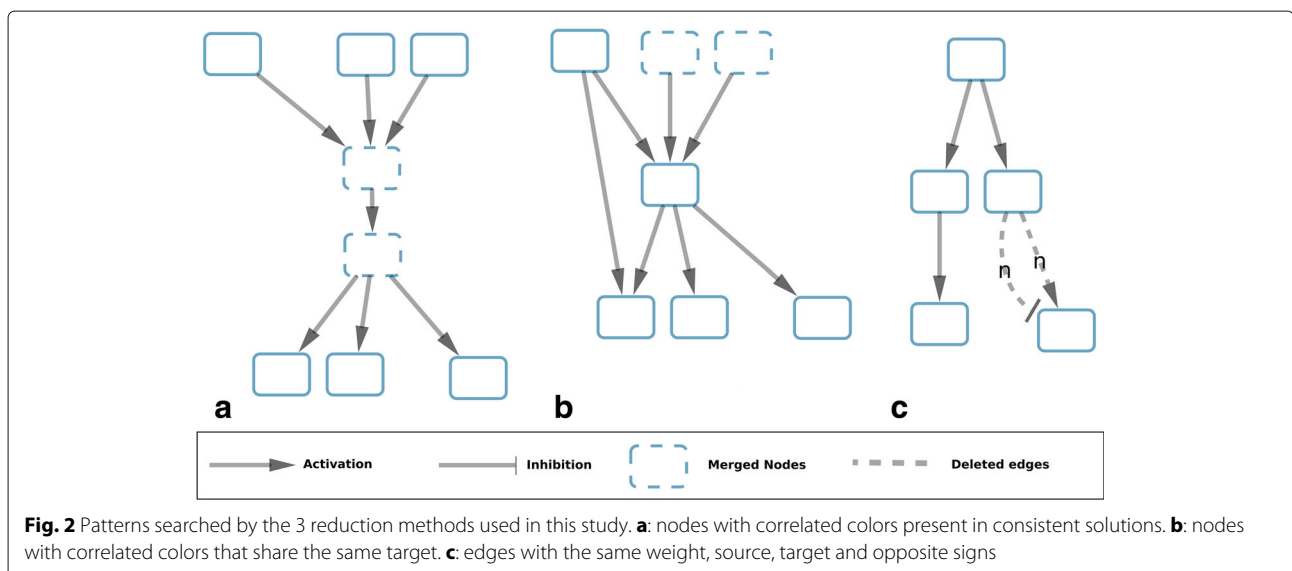 n
n
a
b
c
Activation
Inhibition
Merged Nodes
Deleted edges
Fig. 2 Patterns searched by the 3 reduction methods used in this study. a: nodes with correlated colors present in consistent solutions. b: nodes
with correlated colors that share the same target. c: edges with the same weight, source, target and opposite signs